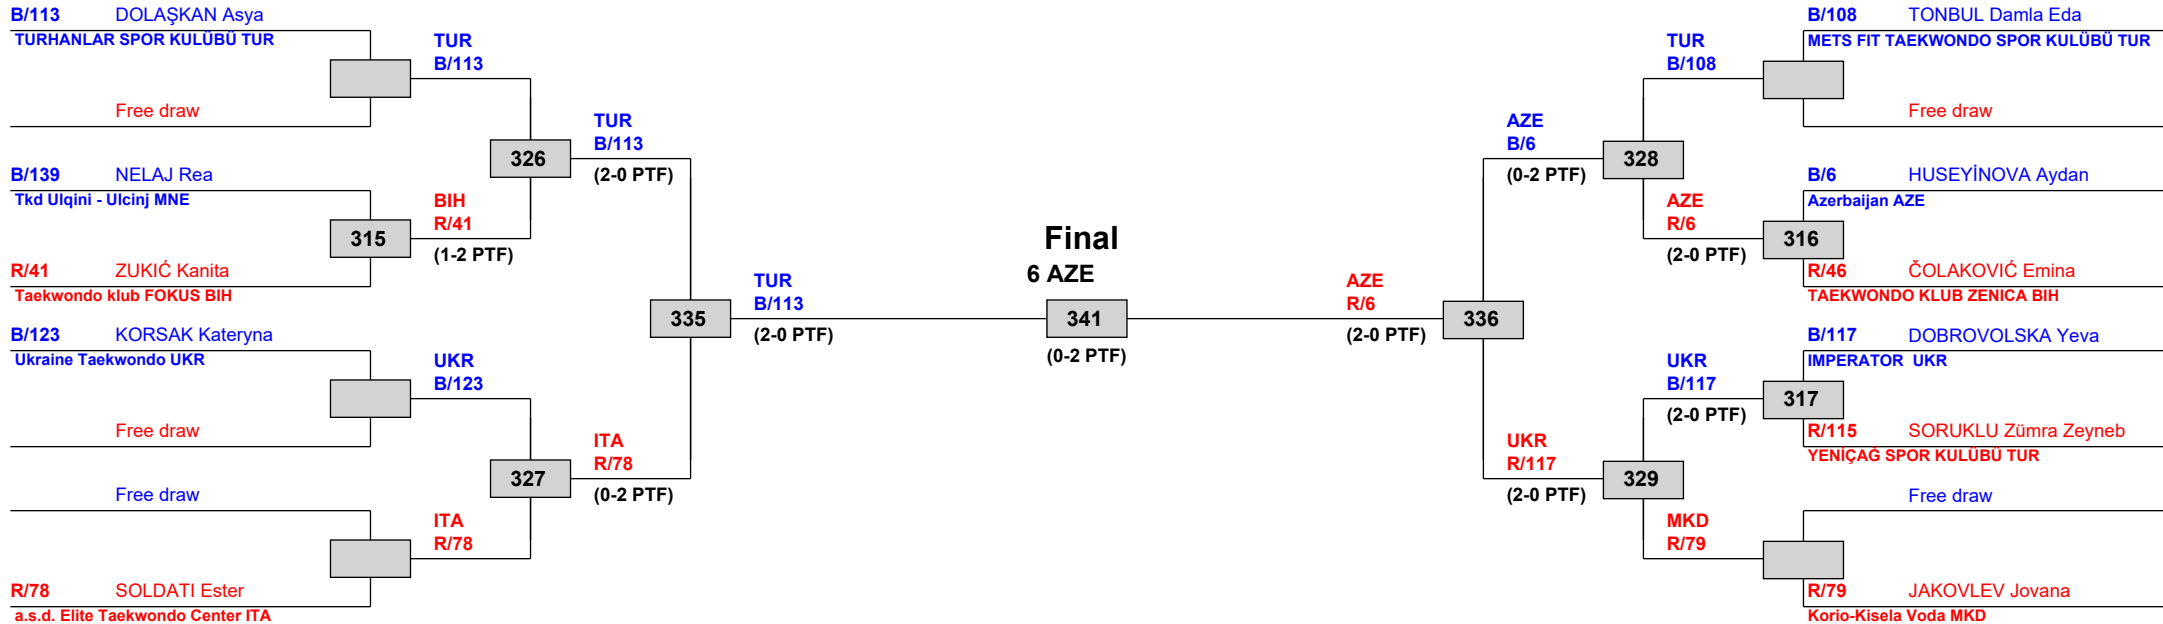 B/113 DOLAŞKAN Asya
TURHANLAR SPOR KULÜBÜ TUR
Free draw
B/139 NELAJ Rea
Tkd Ulqini - Ulcinj MNE
R/41 ZUKIĆ Kanita
Taekwondo klub FOKUS BIH
B/123 KORSAK Kateryna
Ukraine Taekwondo UKR
Free draw
Free draw
R/78 SOLDATI Ester
a.s.d. Elite Taekwondo Center ITA
TUR
B/113
315
BIH
R/41
(1-2 PTF)
UKR
B/123
ITA
R/78
326
TUR
B/113
(2-0 PTF)
327
ITA
R/78
(0-2 PTF)
335
TUR
B/113
(2-0 PTF)
Final
6 AZE
341
(0-2 PTF)
AZE
R/6
(2-0 PTF)
336
AZE
B/6
(0-2 PTF)
328
UKR
R/117
(2-0 PTF)
329
TUR
B/108
AZE
R/6
(2-0 PTF)
316
UKR
B/117
(2-0 PTF)
317
MKD
R/79
B/108 TONBUL Damla Eda
METS FIT TAEKWONDO SPOR KULÜBÜ TUR
Free draw
B/6 HUSEYİNOVA Aydan
Azerbaijan AZE
R/46 ČOLAKOVIĆ Emina
TAEKWONDO KLUB ZENICA BIH
B/117 DOBROVOLSKA Yeva
IMPERATOR UKR
R/115 SORUKLU Zümra Zeyneb
YENİÇAĞ SPOR KULÜBÜ TUR
Free draw
R/79 JAKOVLEV Jovana
Korio-Kisela Voda MKD